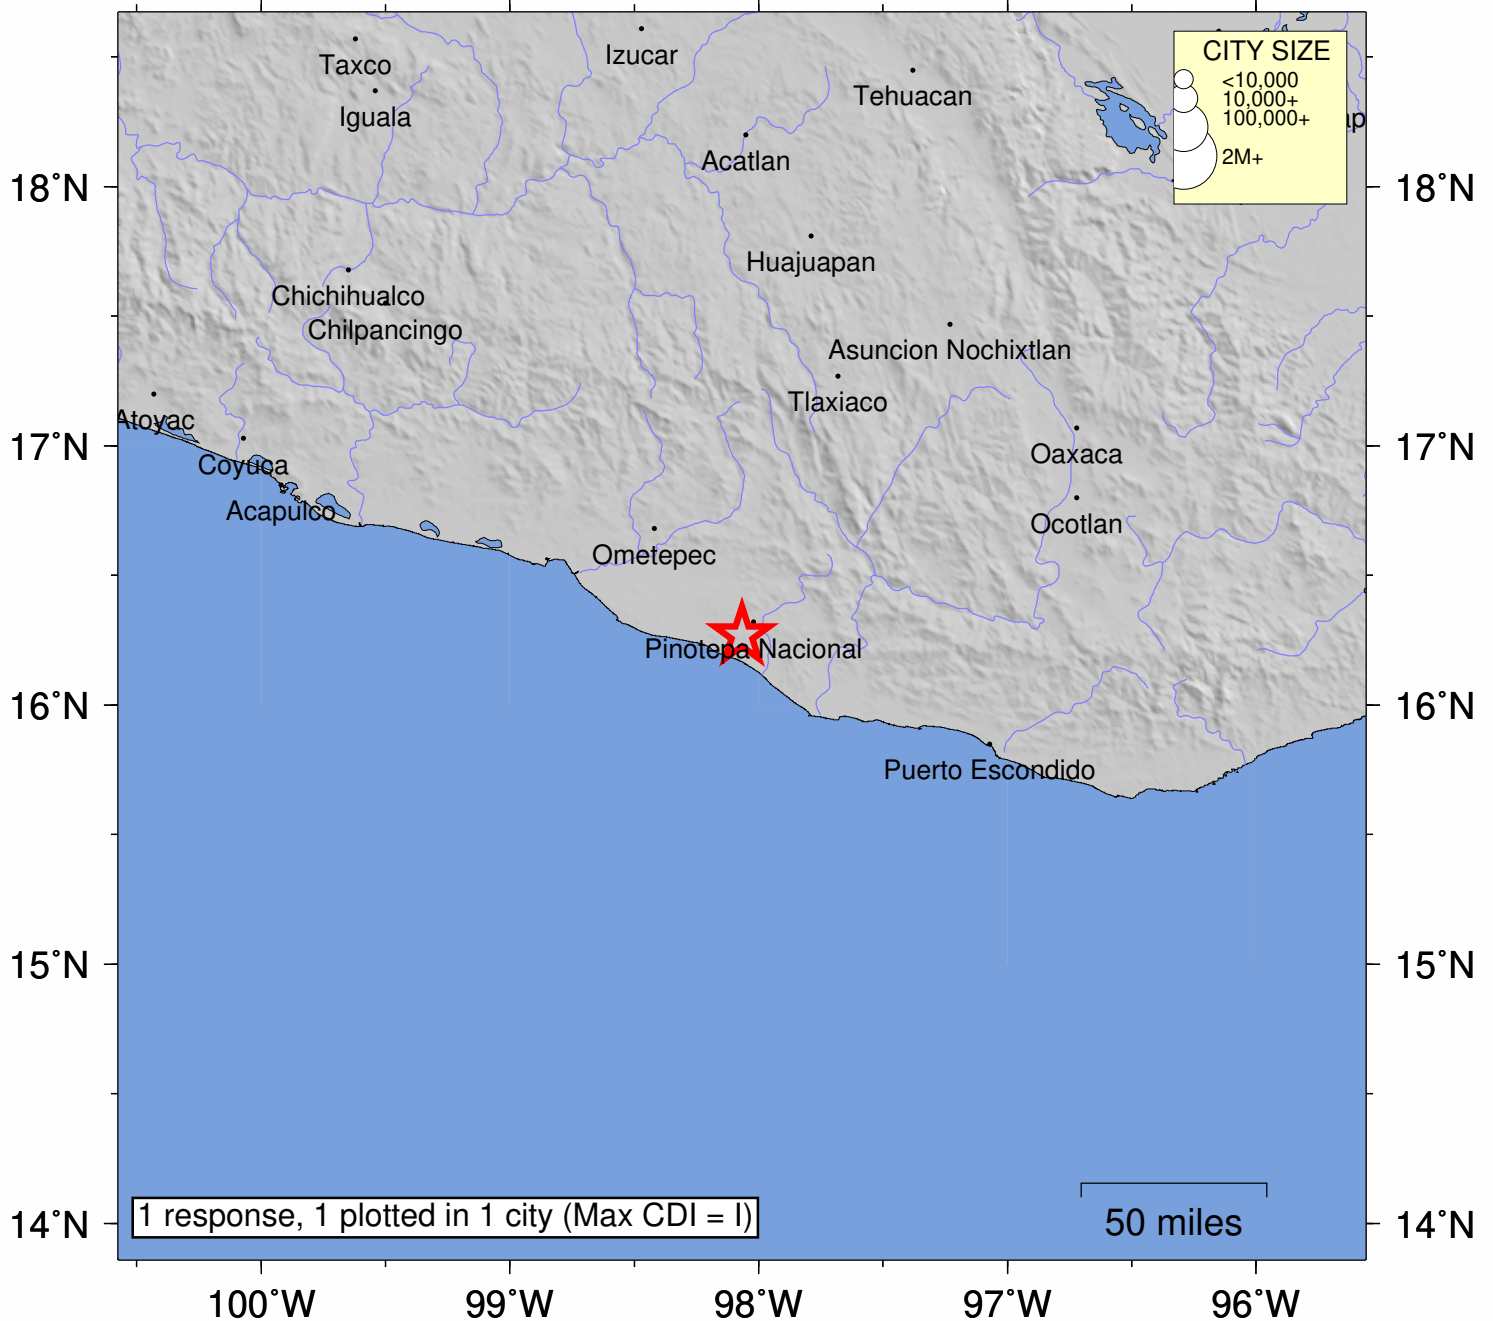 Taxco
Izucar
Iguala
Tehuacan
Acatlan
CITY SIZE
<10,000
10,000+
100,000+
2M+
ap
18°N
18°N
Huajuapan
Chichihualco
Chilpancingo
Asuncion Nochixtlan
Tlaxiaco
Atoyac
17°N
17°N
Coyuca
Oaxaca
Acapulco
Ocotlan
Ometepec
Pinotepa Nacional
16°N
16°N
Puerto Escondido
15°N
15°N
1 response, 1 plotted in 1 city (Max CDI = I)
50 miles
14°N
14°N
100°W
99°W
98°W
97°W
96°W